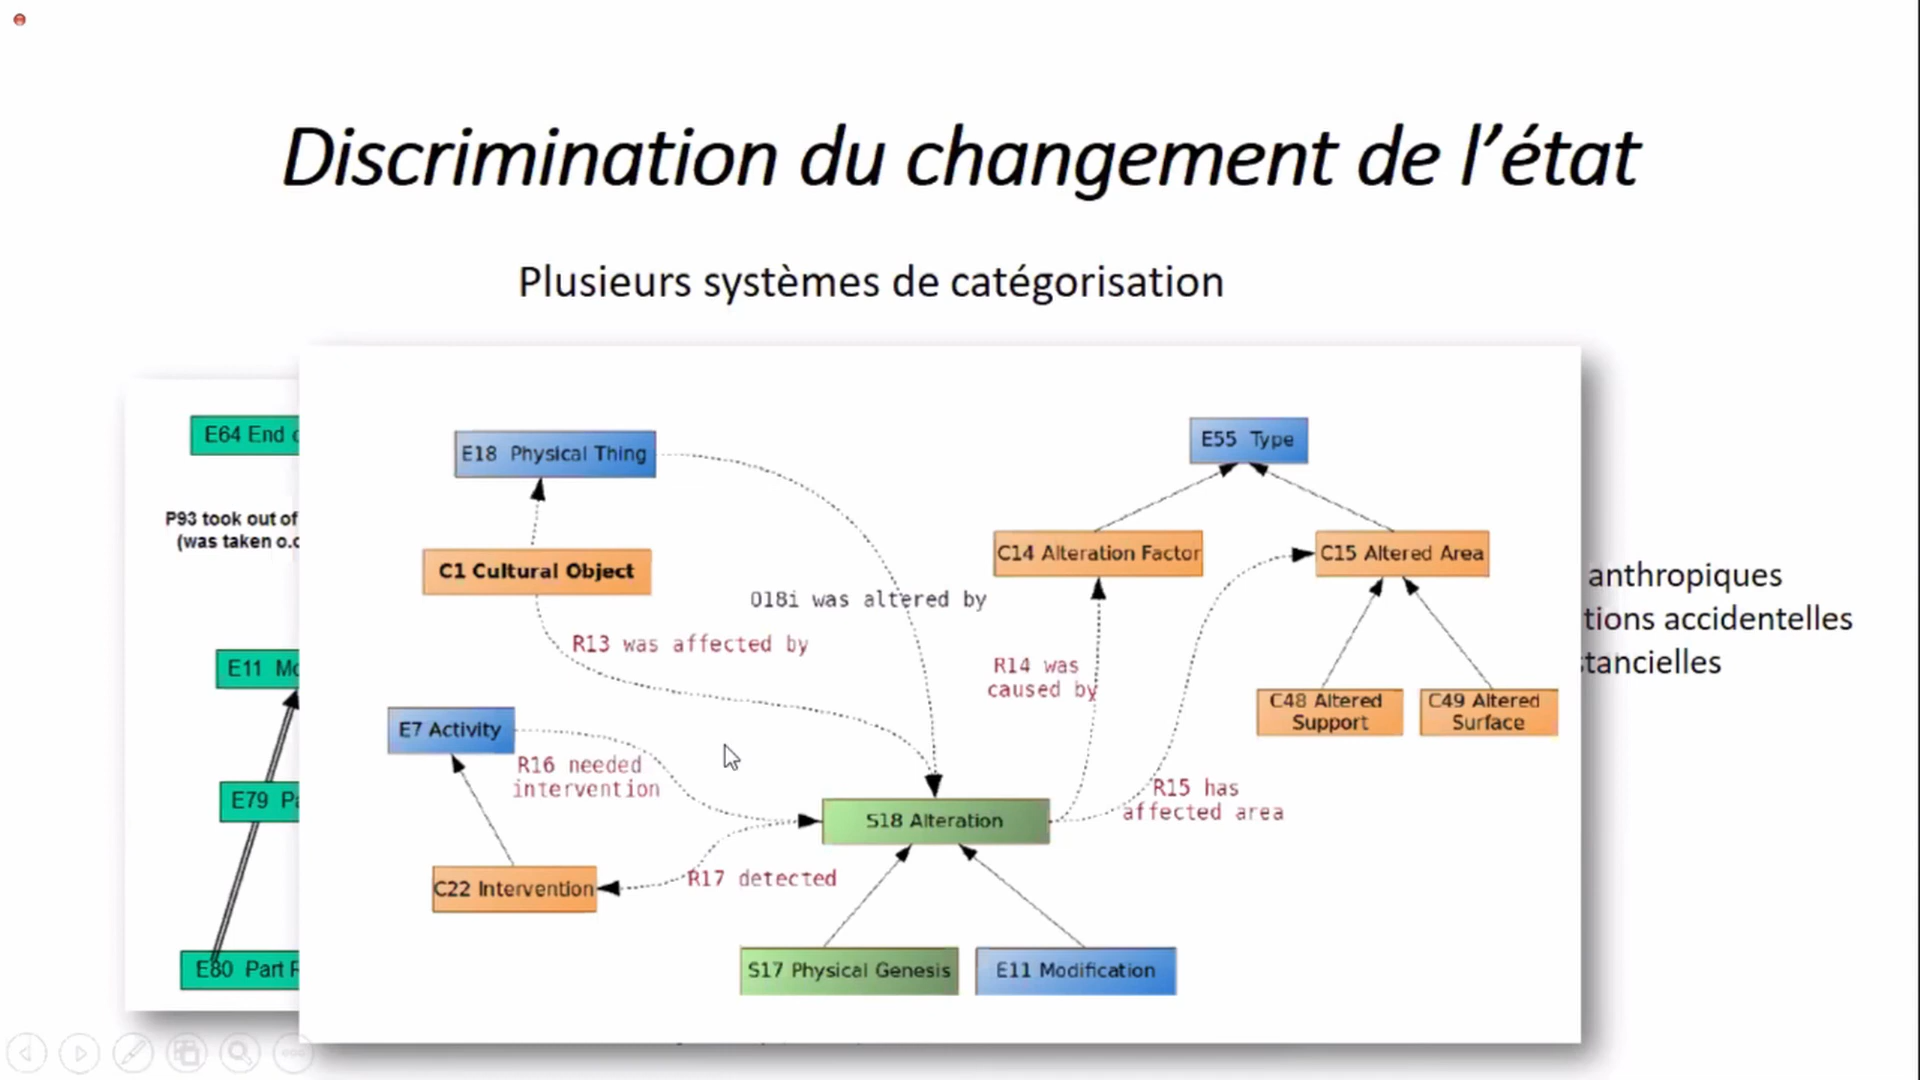 Discrimination du changement de l'état
Plusieurs systèmes de catégorisation
E64 End
P93 took out of
(was taken o.c
E11 Mo
E79 Pa
E80 Part R
E18 Physical Thing
C1 Cultural Object
O18i was altered by
R13 was affected by
E7 Activity
R16 needed
intervention
C22 Intervention
R17 detected
S18 Alteration
S17 Physical Genesis
E11 Modification
E55 Type
C14 Alteration Factor
C15 Altered Area
R14 was
caused by
C48 Altered
Support
C49 Altered
Surface
R15 has
affected area
anthropiques
tions accidentelles
stancielles